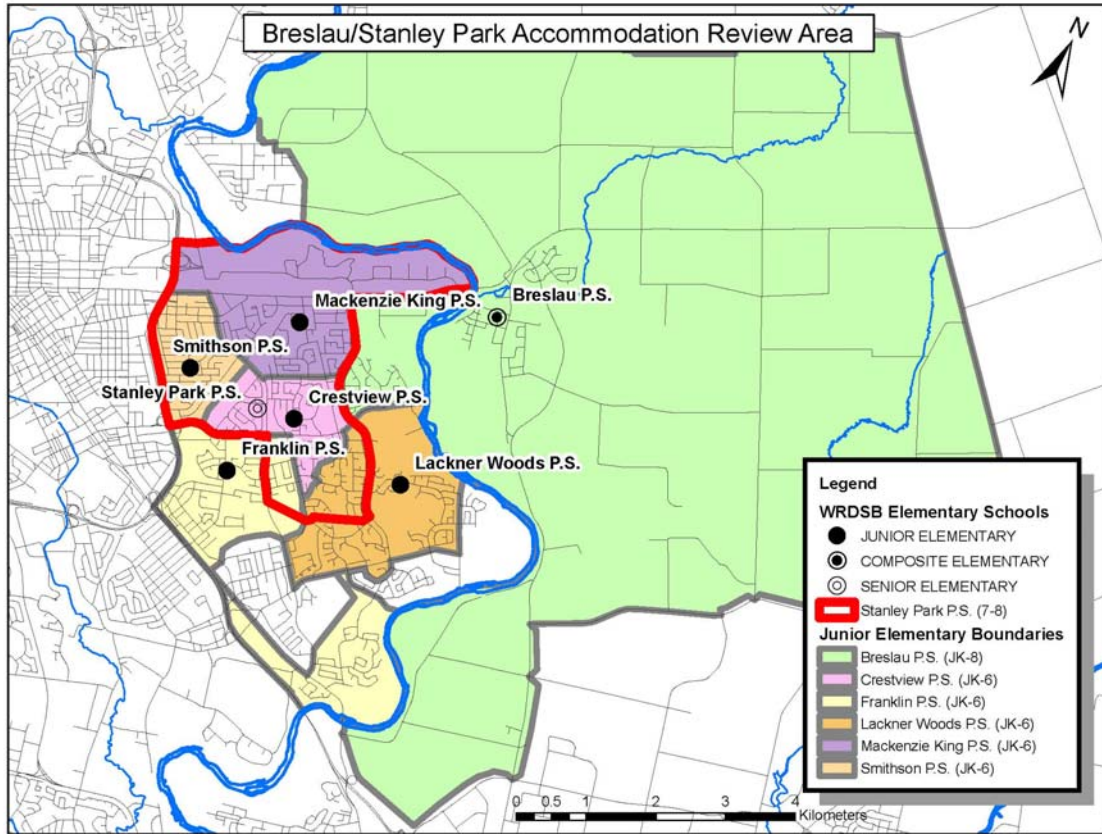 Breslau/Stanley Park Accommodation Review Area
N
Mackenzie King P.S.
Breslau P.S.
Smithson P.S.
Stanley Park P.S.
Crestview P.S.
Franklin P.S.
Lackner Woods P.S.
Legend
WRDSB Elementary Schools
JUNIOR ELEMENTARY
COMPOSITE ELEMENTARY
SENIOR ELEMENTARY
Stanley Park P.S. (7-8)
Junior Elementary Boundaries
Breslau P.S. (JK-8)
Crestview P.S. (JK-6)
Franklin P.S. (JK-6)
Lackner Woods P.S. (JK-6)
Mackenzie King P.S. (JK-6)
Smithson P.S. (JK-6)
0 0.5 1 2 3 4
Kilometers